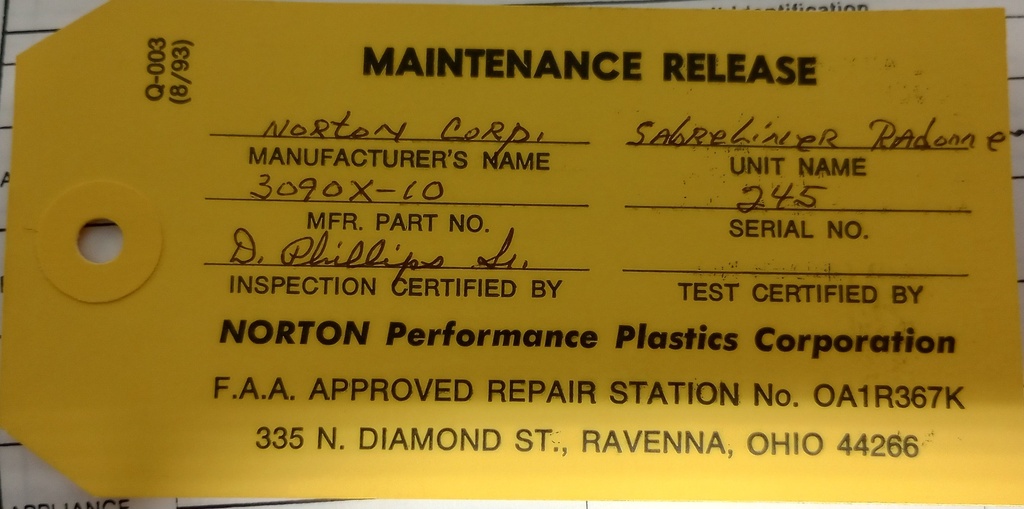 Q-003
(8/93)
MAINTENANCE RELEASE
Norton Corp. Sabreliner Radome
MANUFACTURER'S NAME UNIT NAME
3090X-10 245
MFR. PART NO. SERIAL NO.
D. Phillips Sr.
INSPECTION CERTIFIED BY TEST CERTIFIED BY
NORTON Performance Plastics Corporation
F.A.A. APPROVED REPAIR STATION No. OA1R367K
335 N. DIAMOND ST., RAVENNA, OHIO 44266
APPLIANCE